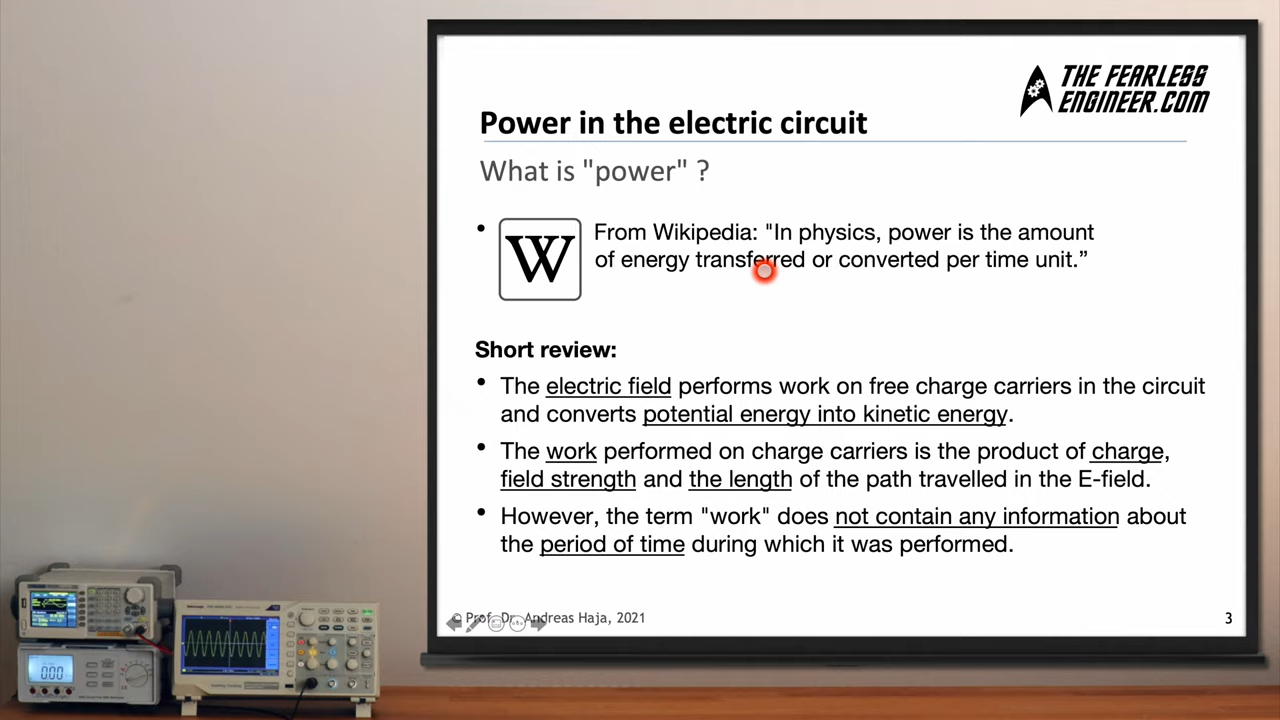 THE FEARLESS
ENGINEER.COM
Power in the electric circuit
What is "power" ?
• W From Wikipedia: "In physics, power is the amount
of energy transferred or converted per time unit.”
Short review:
• The electric field performs work on free charge carriers in the circuit
and converts potential energy into kinetic energy.
• The work performed on charge carriers is the product of charge,
field strength and the length of the path travelled in the E-field.
• However, the term "work" does not contain any information about
the period of time during which it was performed.
© Prof. Dr. Andreas Haja, 2021
3
0.00